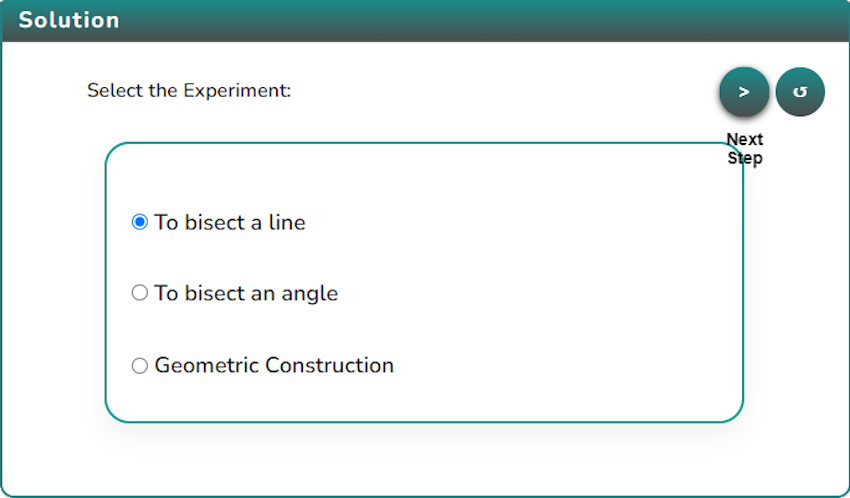 Solution
Select the Experiment:
> ↺
Next
Step
To bisect a line
To bisect an angle
Geometric Construction